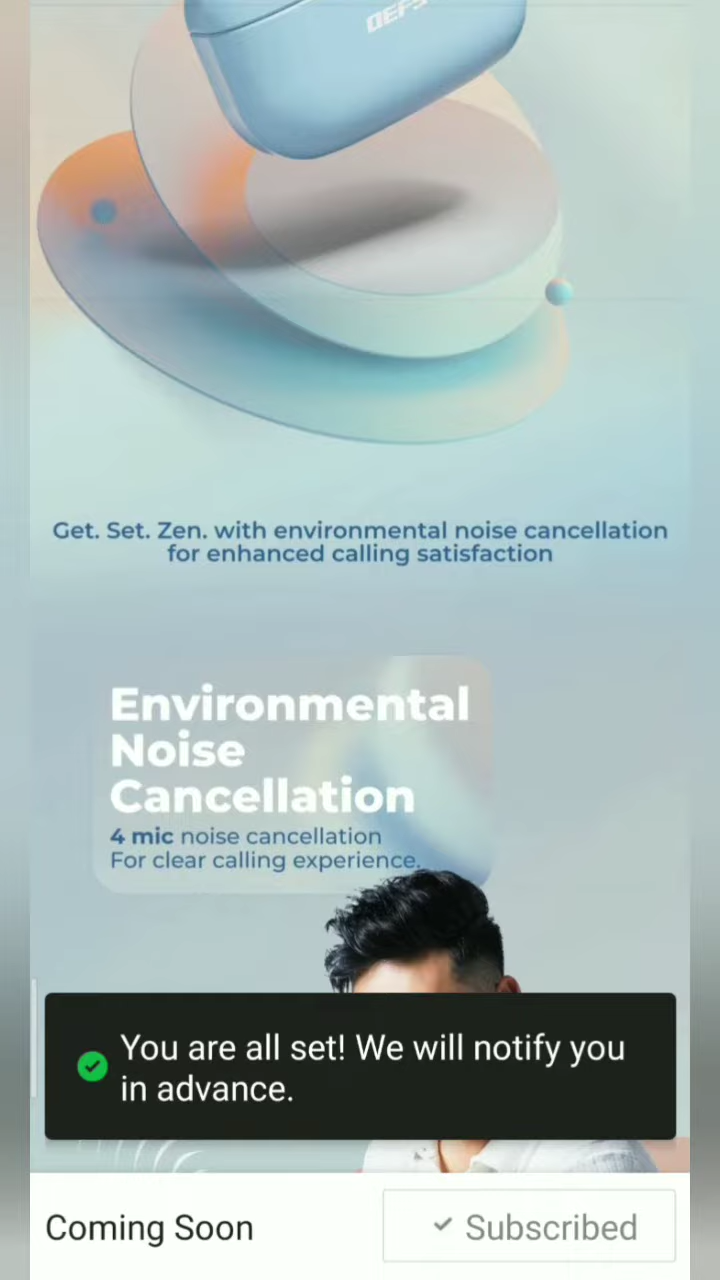 Get. Set. Zen. with environmental noise cancellation
for enhanced calling satisfaction
Environmental
Noise
Cancellation
4 mic noise cancellation
For clear calling experience.
You are all set! We will notify you
in advance.
Coming Soon
Subscribed